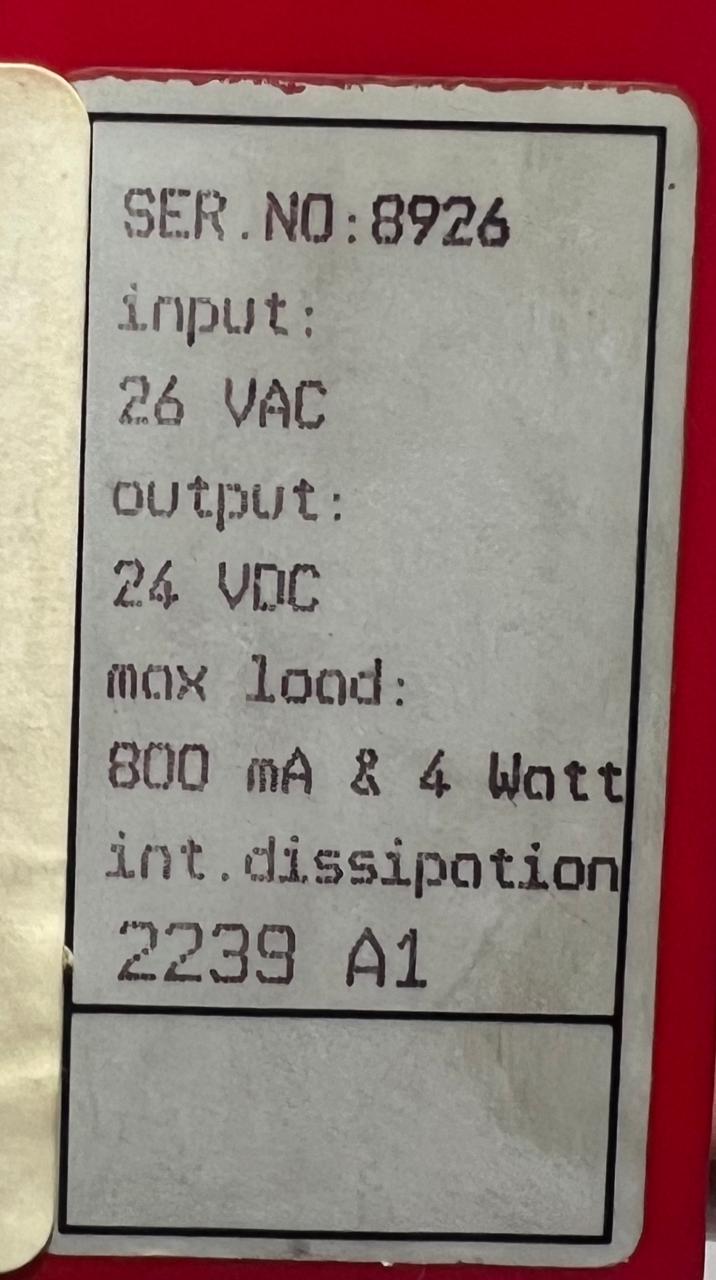 SER.NO:8926
input:
26 VAC
output:
24 VDC
max load:
800 mA & 4 Watt
int.dissipation
2239 A1